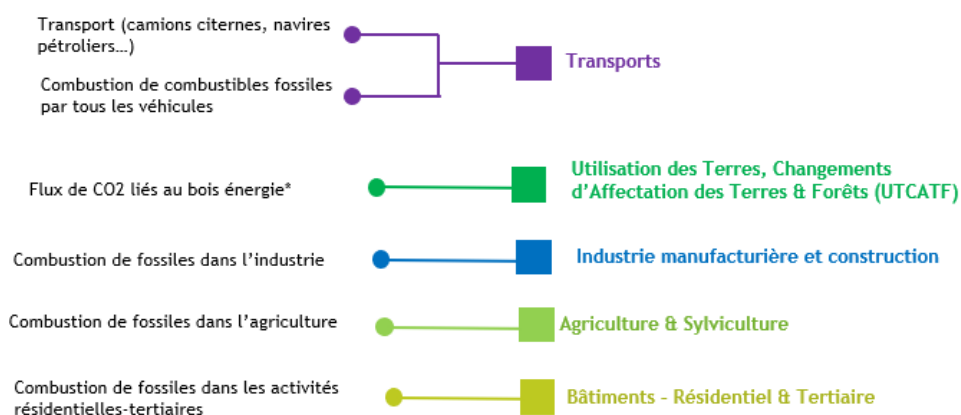 Transport (camions citernes, navires
pétroliers…)
Transports
Combustion de combustibles fossiles
par tous les véhicules
Flux de CO2 liés au bois énergie*
Utilisation des Terres, Changements
d’Affectation des Terres & Forêts (UTCATF)
Combustion de fossiles dans l’industrie
Industrie manufacturière et construction
Combustion de fossiles dans l’agriculture
Agriculture & Sylviculture
Combustion de fossiles dans les activités
résidentielles-tertiaires
Bâtiments - Résidentiel & Tertiaire